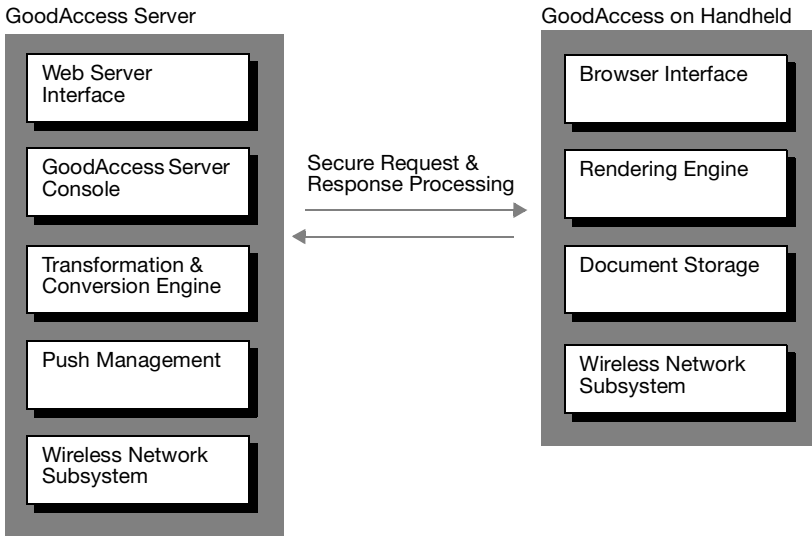 GoodAccess Server
Web Server
Interface
GoodAccess Server
Console
Transformation &
Conversion Engine
Push Management
Wireless Network
Subsystem
Secure Request &
Response Processing
GoodAccess on Handheld
Browser Interface
Rendering Engine
Document Storage
Wireless Network
Subsystem